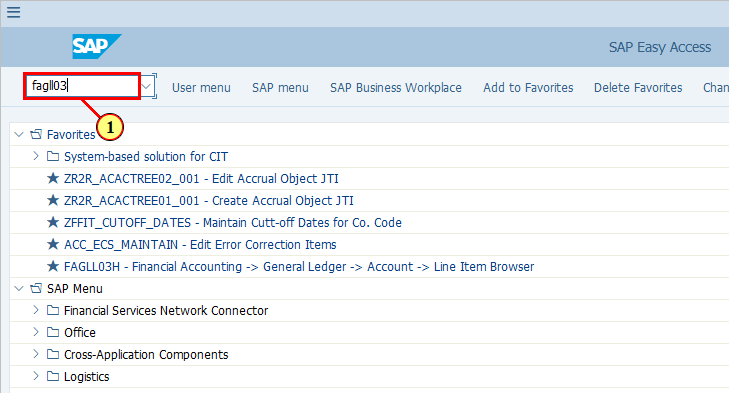 SAP
SAP Easy Access
fagll03
User menu SAP menu SAP Business Workplace Add to Favorites Delete Favorites Chan
1
Favorites
System-based solution for CIT
ZR2R_ACACTREE02_001 - Edit Accrual Object JTI
ZR2R_ACACTREE01_001 - Create Accrual Object JTI
ZFFIT_CUTOFF_DATES - Maintain Cutt-off Dates for Co. Code
ACC_ECS_MAINTAIN - Edit Error Correction Items
FAGLL03H - Financial Accounting -> General Ledger -> Account -> Line Item Browser
SAP Menu
Financial Services Network Connector
Office
Cross-Application Components
Logistics